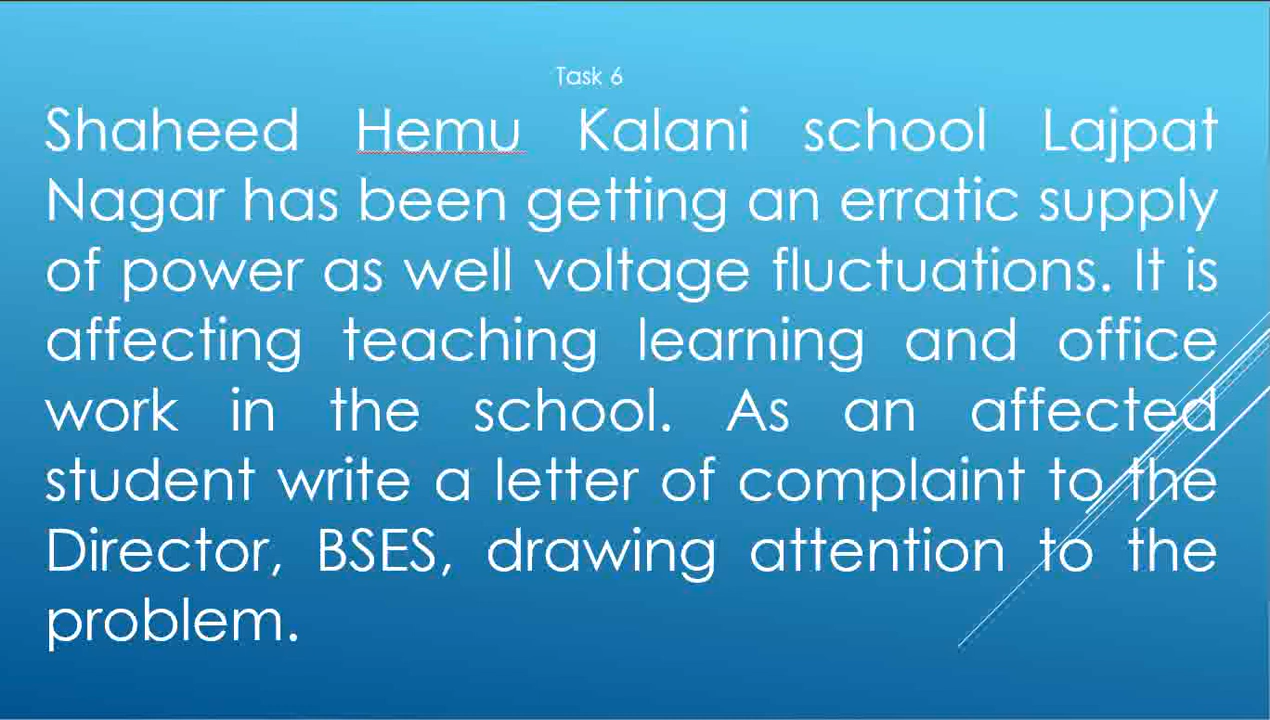 Task 6
Shaheed Hemu Kalani school Lajpat
Nagar has been getting an erratic supply
of power as well voltage fluctuations. It is
affecting teaching learning and office
work in the school. As an affected
student write a letter of complaint to the
Director, BSES, drawing attention to the
problem.